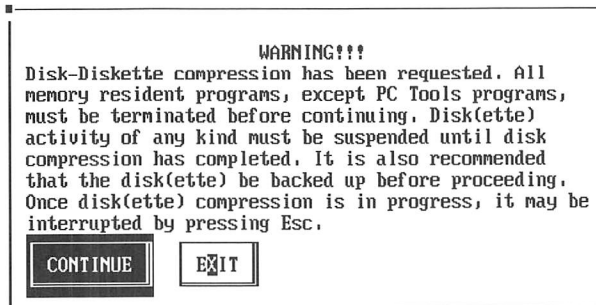 WARNING!!!
Disk-Diskette compression has been requested. All
memory resident programs, except PC Tools programs,
must be terminated before continuing. Disk(ette)
activity of any kind must be suspended until disk
compression has completed. It is also recommended
that the disk(ette) be backed up before proceeding.
Once disk(ette) compression is in progress, it may be
interrupted by pressing Esc.
CONTINUE EXIT